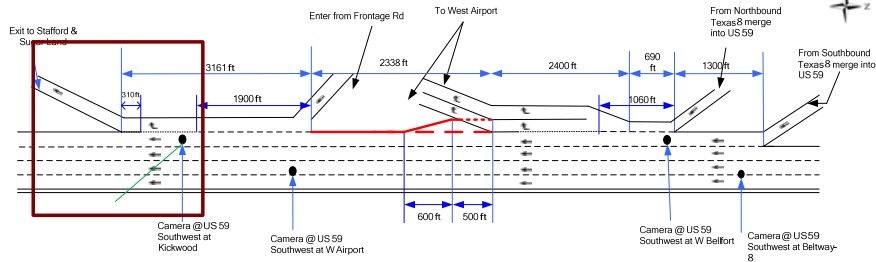 From Northbound
Texas 8 merge
into US 59
z
To West Airport
Enter from Frontage Rd
Exit to Stafford &
Sugar Land
From Southbound
Texas 8 merge into
US 59
3161 ft
2338 ft
2400 ft
690
ft
1300 ft
310 ft
1900 ft
1060 ft
600 ft
500 ft
Camera @ US 59
Southwest at
Kickwood
Camera @ US 59
Southwest at W Airport
Camera @ US 59
Southwest at W Bellfort
Camera @ US 59
Southwest at Beltway-
8